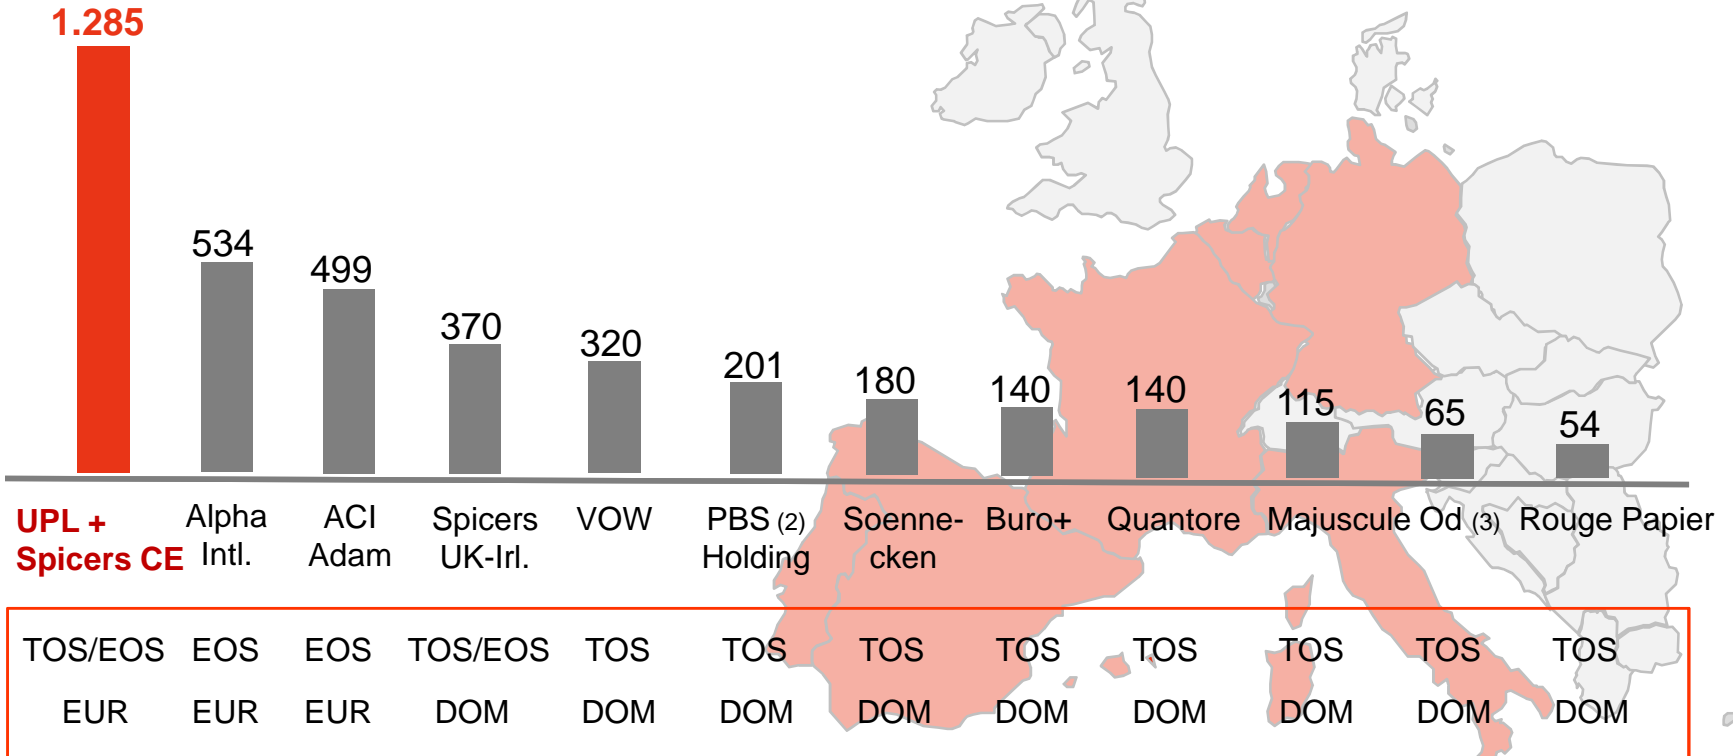 1.285
534
499
370
320
201
180
140
140
115
65
54
UPL +
Spicers CE
Alpha
Intl.
ACI
Adam
Spicers
UK-Irl.
VOW
PBS (2)
Holding
Soenne-
cken
Buro+
Quantore
Majuscule
Od (3)
Rouge Papier
TOS/EOS EOS EOS TOS/EOS TOS TOS TOS TOS TOS TOS TOS TOS
EUR EUR EUR DOM DOM DOM DOM DOM DOM DOM DOM DOM